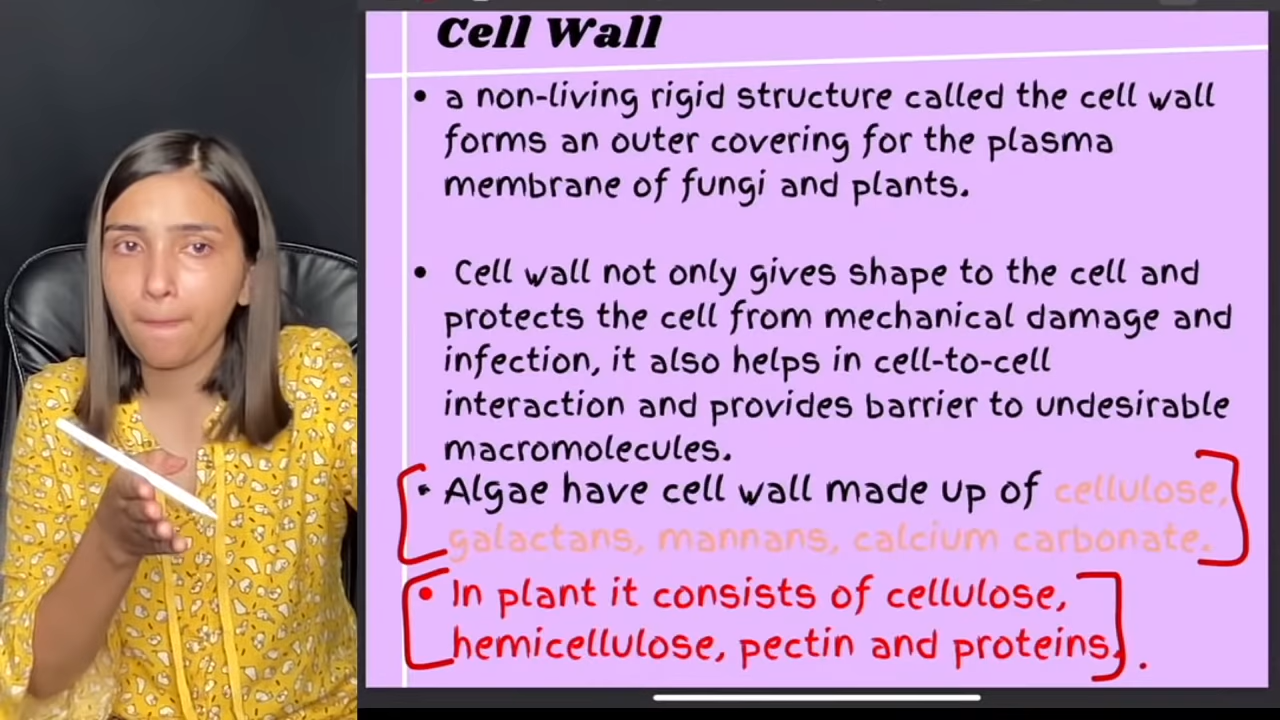 Cell Wall
• a non-living rigid structure called the cell wall
forms an outer covering for the plasma
membrane of fungi and plants.
• Cell wall not only gives shape to the cell and
protects the cell from mechanical damage and
infection, it also helps in cell-to-cell
interaction and provides barrier to undesirable
macromolecules.
• Algae have cell wall made up of cellulose,
galactans, mannans, calcium carbonate.
• In plant it consists of cellulose,
hemicellulose, pectin and proteins.